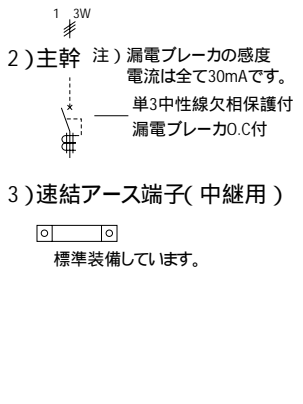 1 3W
2)主幹 注)漏電ブレーカの感度
電流は全て30mAです。
単3中性線欠相保護付
漏電ブレーカO.C付
3)速結アース端子(中継用)
標準装備しています。